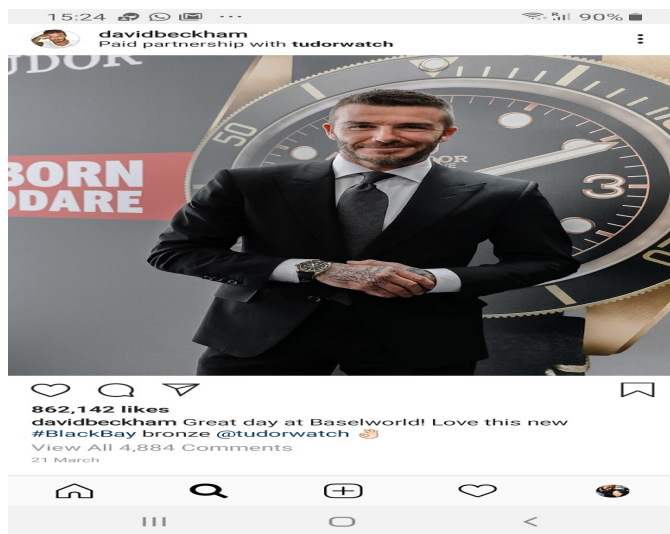 15:24 90%
davidbeckham
Paid partnership with tudorwatch
TUDOR
50
BORN
DARE
3
862,142 likes
davidbeckham Great day at Baselworld! Love this new
#BlackBay bronze @tudorwatch 👌🏻
View All 4,884 Comments
21 March